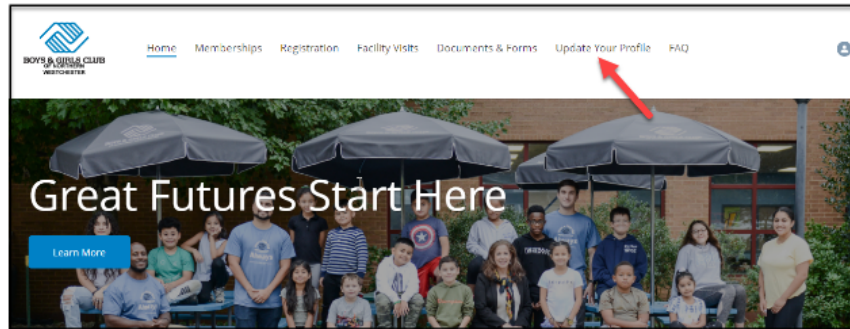 BOYS & GIRLS CLUB
OF NORTHERN
WESTCHESTER
Home Memberships Registration Facility Visits Documents & Forms Update Your Profile FAQ
Great Futures Start Here
Learn More